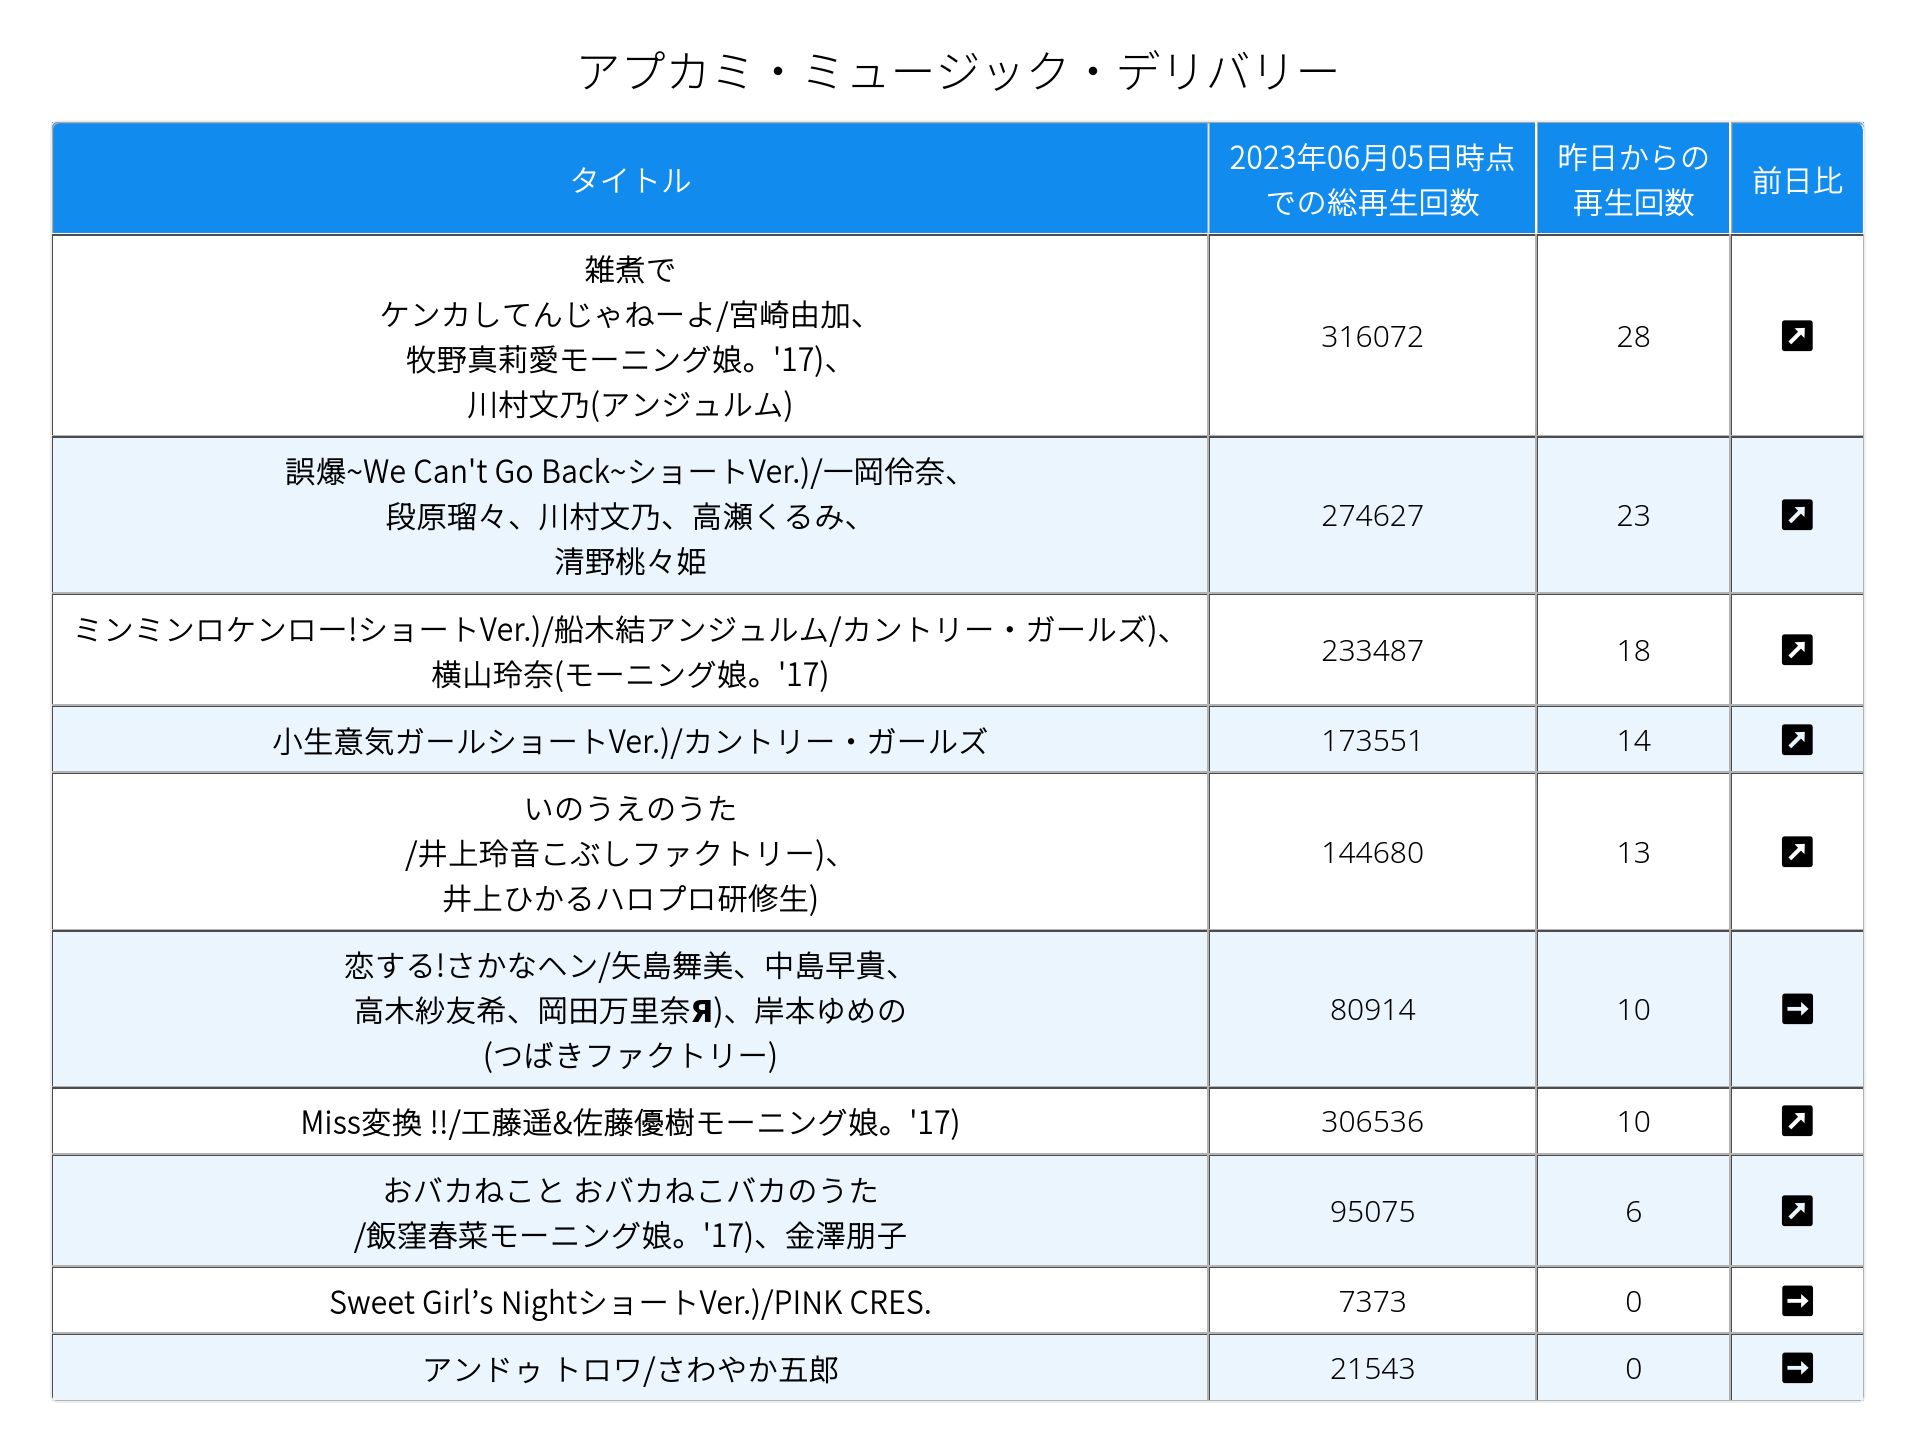 アプカミ・ミュージック・デリバリー
タイトル
2023年06月05日時点
での総再生回数
昨日からの
再生回数
前日比
雑煮で
ケンカしてんじゃねーよ/宮崎由加、
牧野真莉愛モーニング娘。'17)、
川村文乃(アンジュルム)
316072
28
誤爆~We Can't Go Back~ショートVer.)/一岡伶奈、
段原瑠々、川村文乃、高瀬くるみ、
清野桃々姫
274627
23
ミンミンロケンロー!ショートVer.)/船木結アンジュルム/カントリー・ガールズ)、
横山玲奈(モーニング娘。'17)
233487
18
小生意気ガールショートVer.)/カントリー・ガールズ
173551
14
いのうえのうた
/井上玲音こぶしファクトリー)、
井上ひかるハロプロ研修生)
144680
13
恋する!さかなヘン/矢島舞美、中島早貴、
高木紗友希、岡田万里奈Я)、岸本ゆめの
(つばきファクトリー)
80914
10
Miss変換 !!/工藤遥&佐藤優樹モーニング娘。'17)
306536
10
おバカねこと おバカねこバカのうた
/飯窪春菜モーニング娘。'17)、金澤朋子
95075
6
Sweet Girl’s NightショートVer.)/PINK CRES.
7373
0
アンドゥ トロワ/さわやか五郎
21543
0